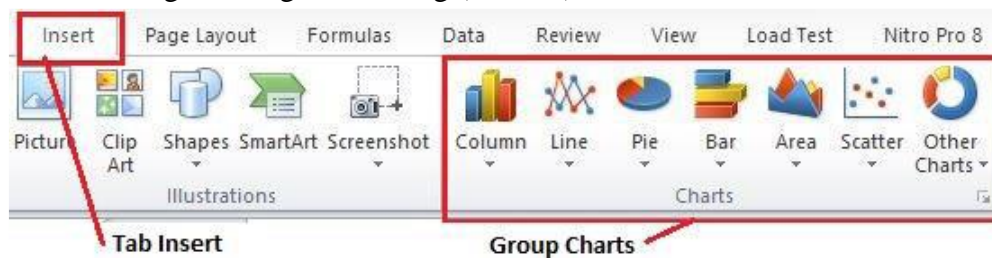 Insert Page Layout Formulas Data Review View Load Test Nitro Pro 8
Picture Clip Art Shapes SmartArt Screenshot Column Line Pie Bar Area Scatter Other Charts
Illustrations Charts
Tab Insert Group Charts